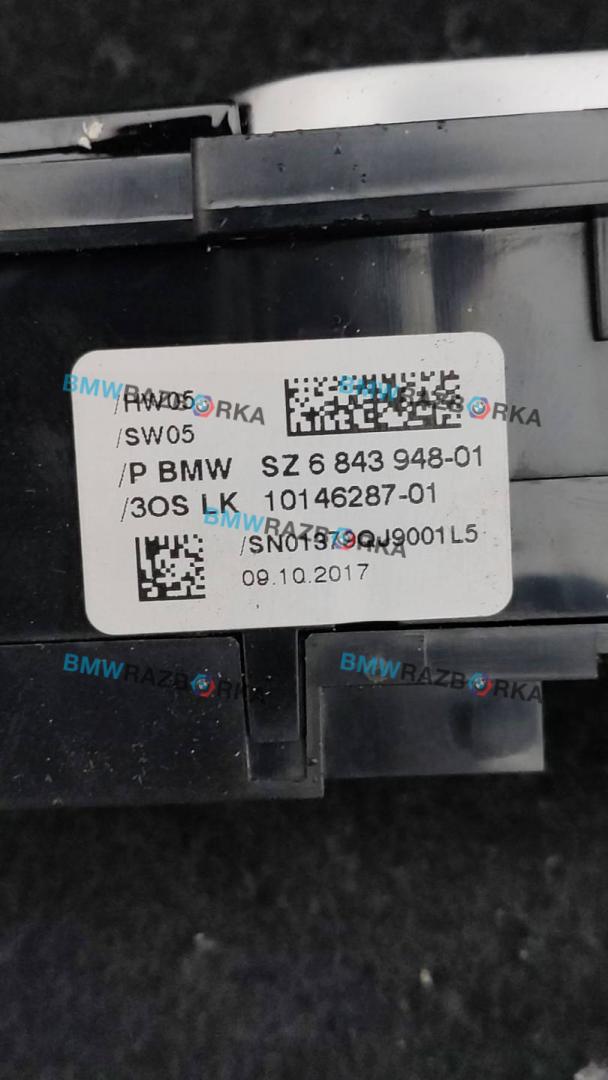 /HW05
/SW05
/P BMW SZ 6 843 948-01
/3OS LK 10146287-01
/SN01379QJ9001L5
09.10.2017
BMWRAZBORKA
BMWRAZBORKA
BMWRAZBORKA
BMWRAZBORKA
BMWRAZBORKA